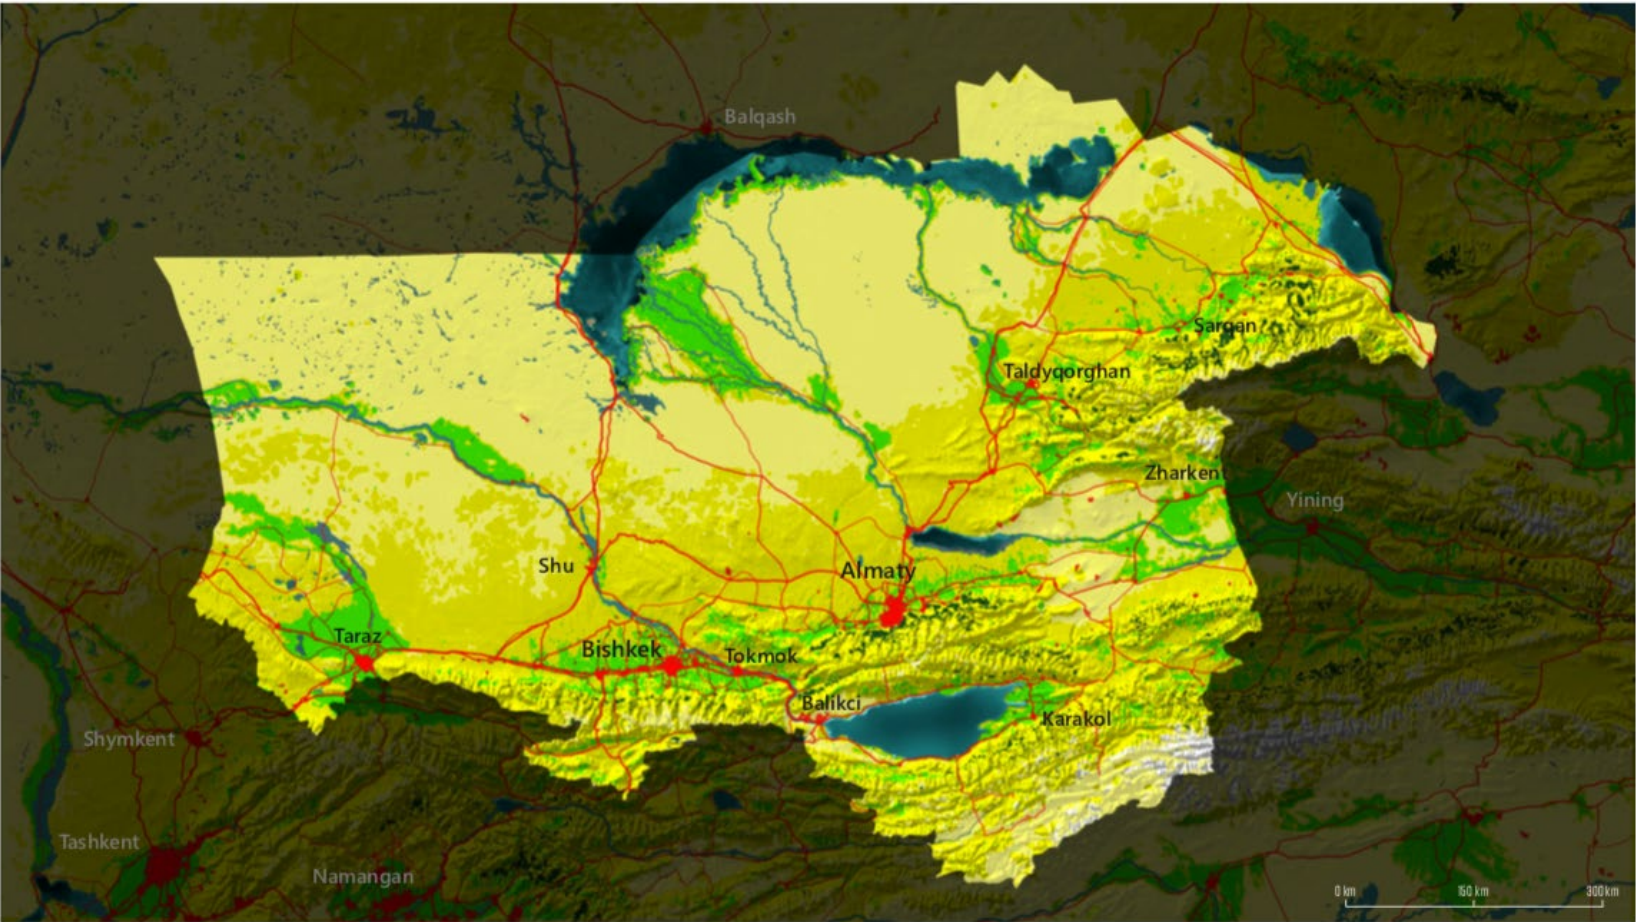 Balqash
Sarqan
Taldyqorghan
Zharkent
Yining
Shu
Almaty
Taraz
Bishkek
Tokmok
Balikci
Karakol
Shymkent
Tashkent
Namangan
0 km 150 km 300 km